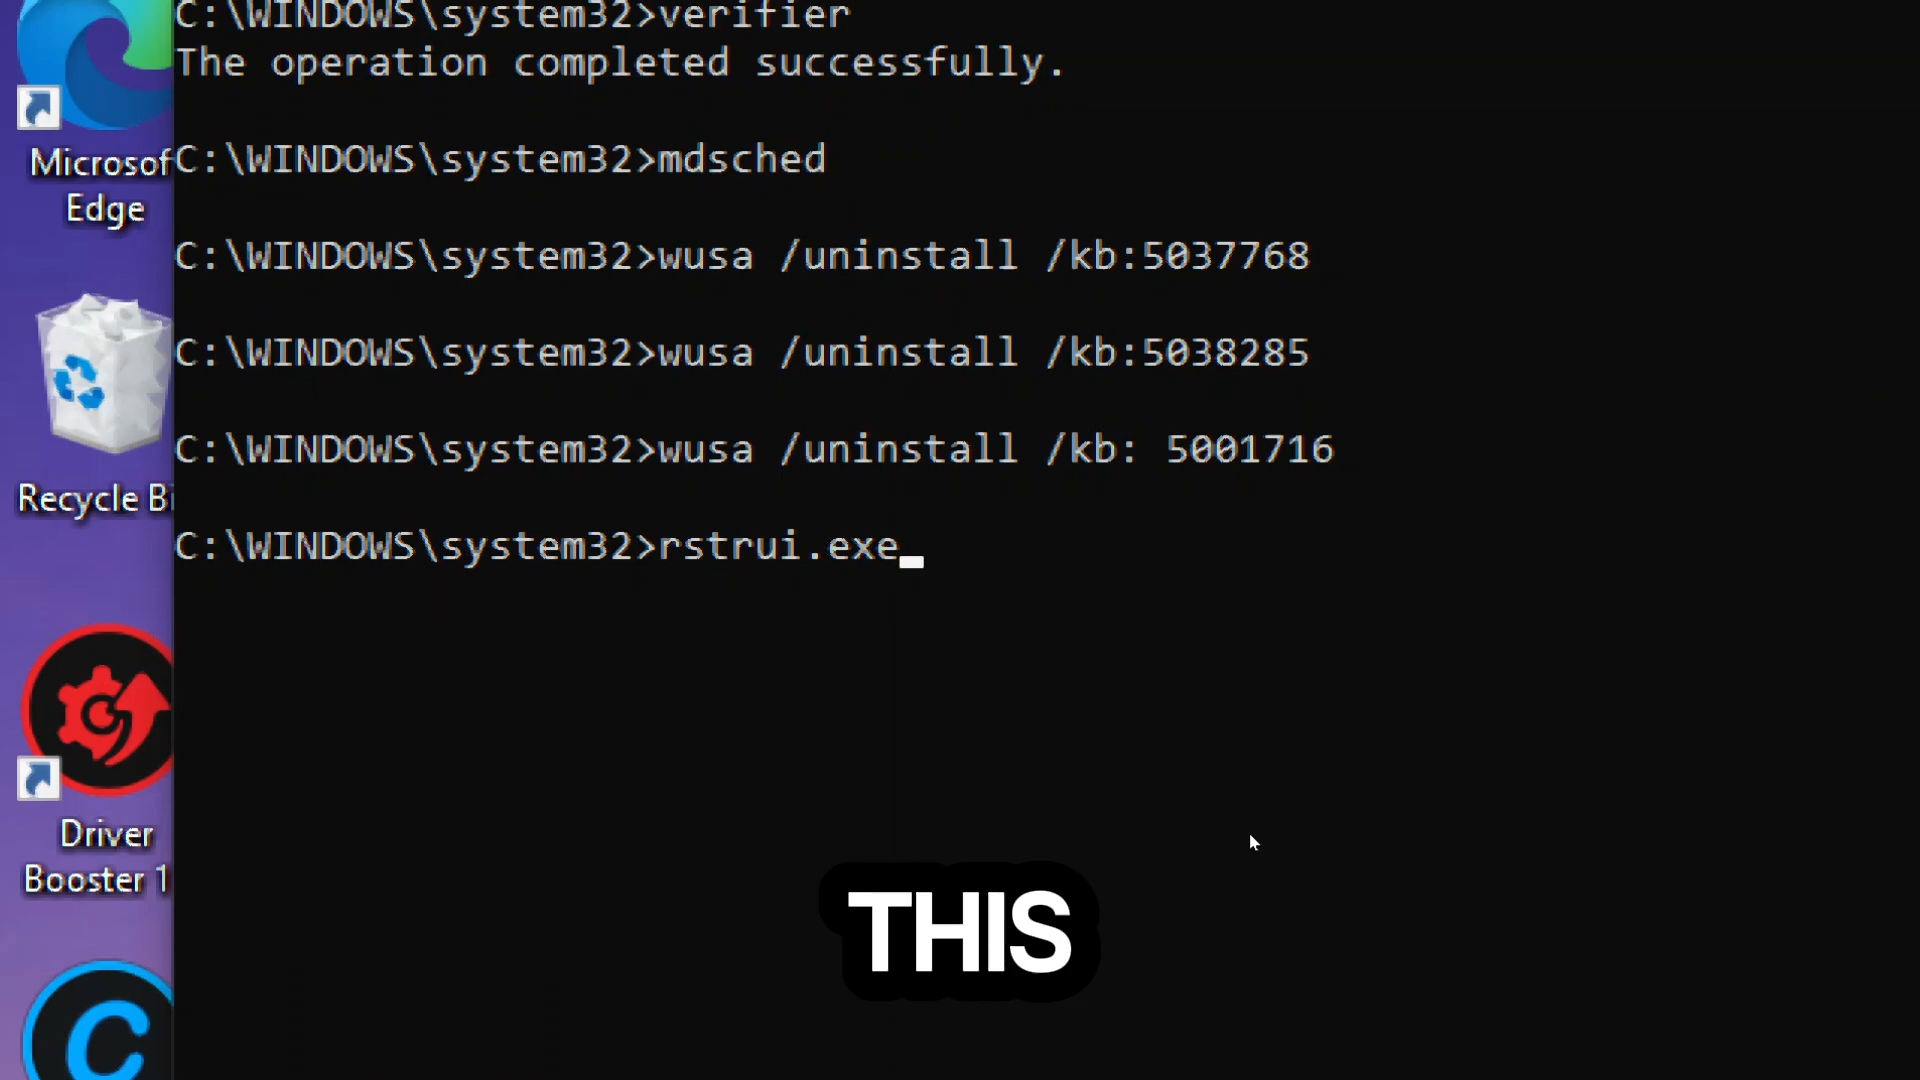 C:\WINDOWS\system32>verifier
The operation completed successfully.
C:\WINDOWS\system32>mdsched
C:\WINDOWS\system32>wusa /uninstall /kb:5037768
C:\WINDOWS\system32>wusa /uninstall /kb:5038285
C:\WINDOWS\system32>wusa /uninstall /kb: 5001716
C:\WINDOWS\system32>rstrui.exe
Microsof
Edge
Recycle Bi
Driver
Booster 1
THIS